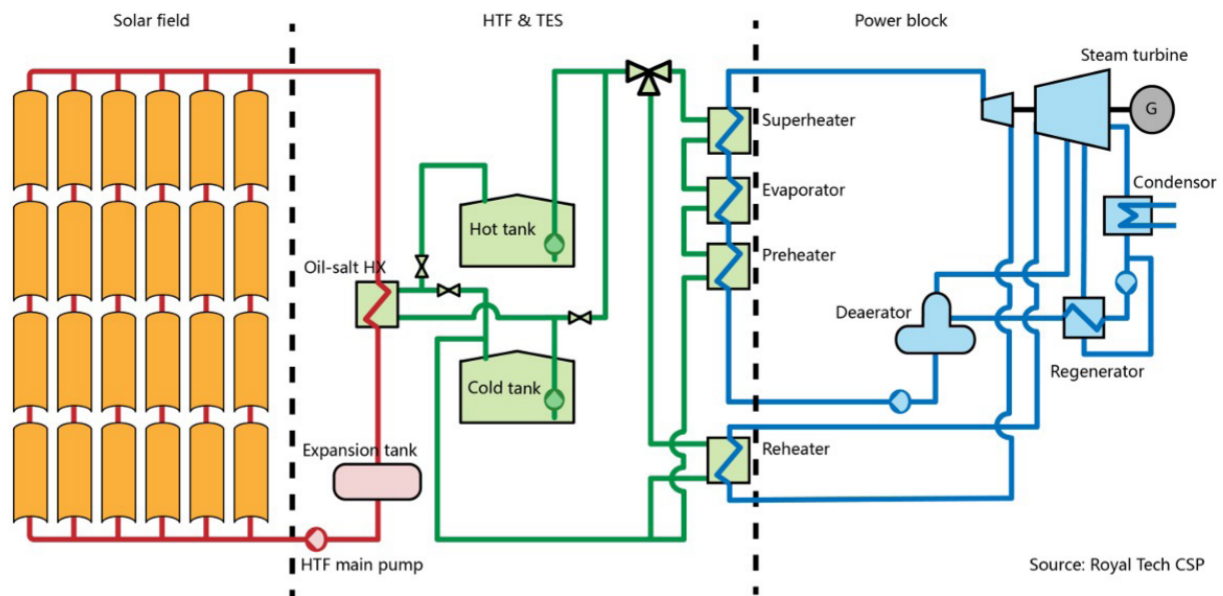 Solar field
HTF & TES
Power block
Steam turbine
G
Superheater
Condensor
Evaporator
Hot tank
Preheater
Oil-salt HX
Deaerator
Regenerator
Cold tank
Expansion tank
Reheater
HTF main pump
Source: Royal Tech CSP